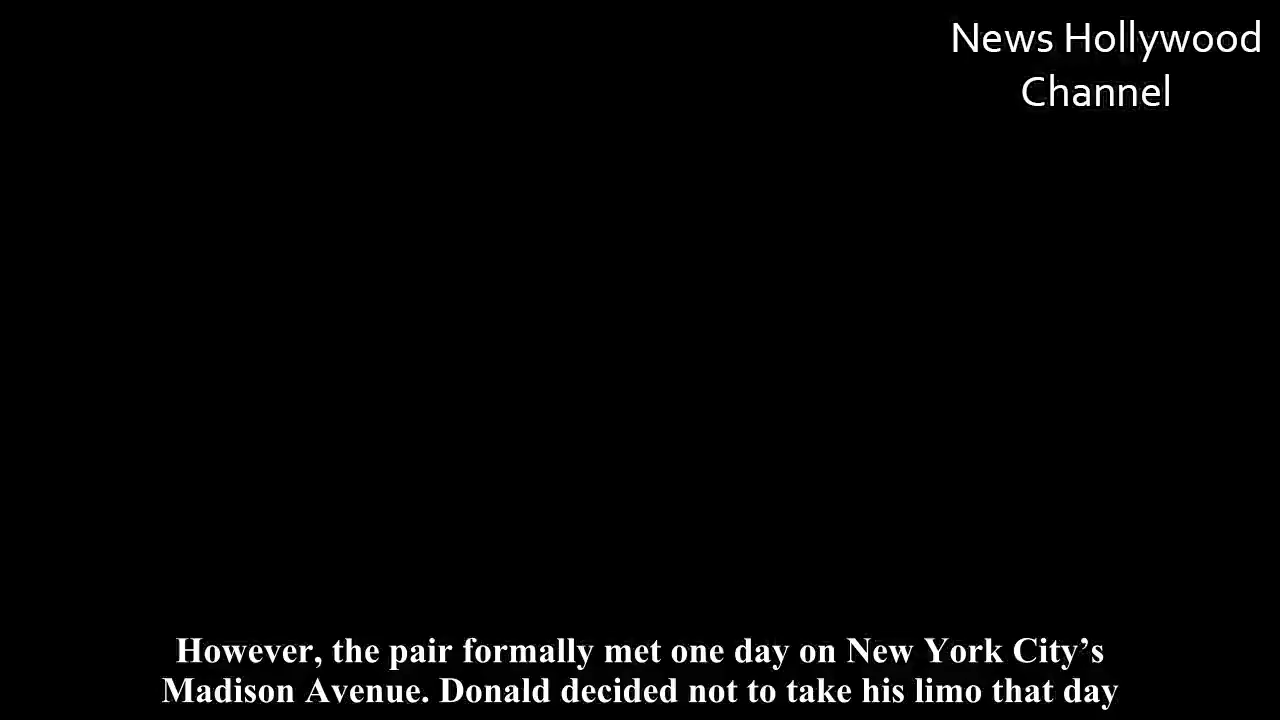 News Hollywood
Channel
However, the pair formally met one day on New York City’s
Madison Avenue. Donald decided not to take his limo that day